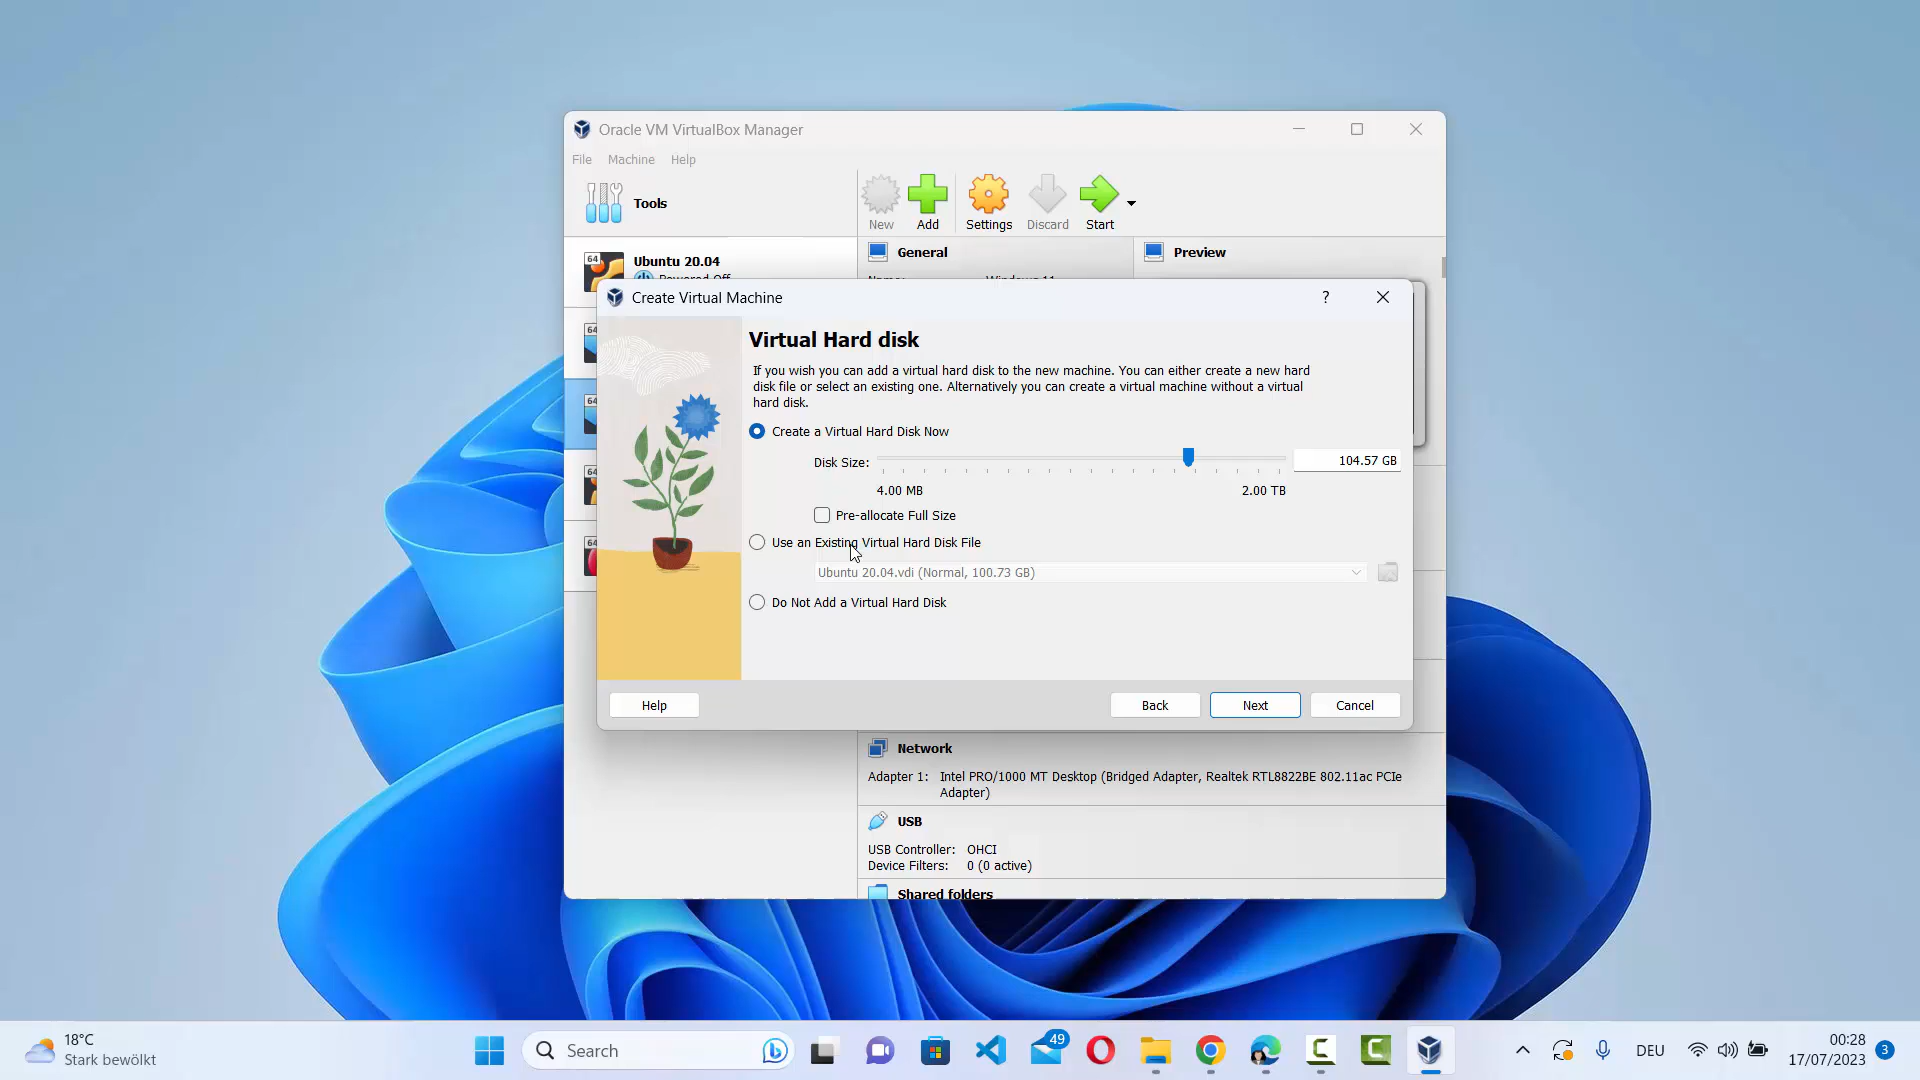 Oracle VM VirtualBox Manager
File Machine Help
Tools
New Add Settings Discard Start
64 Ubuntu 20.04
General
Preview
Create Virtual Machine ?
64
64
64
64
Virtual Hard disk
If you wish you can add a virtual hard disk to the new machine. You can either create a new hard
disk file or select an existing one. Alternatively you can create a virtual machine without a virtual
hard disk.
Create a Virtual Hard Disk Now
Disk Size: 104.57 GB
4.00 MB 2.00 TB
Pre-allocate Full Size
Use an Existing Virtual Hard Disk File
Ubuntu 20.04.vdi (Normal, 100.73 GB)
Do Not Add a Virtual Hard Disk
Help Back Next Cancel
Network
Adapter 1: Intel PRO/1000 MT Desktop (Bridged Adapter, Realtek RTL8822BE 802.11ac PCIe
Adapter)
USB
USB Controller: OHCI
Device Filters: 0 (0 active)
Shared folders
18°C
Stark bewölkt
Search
49
DEU
00:28
17/07/2023
3